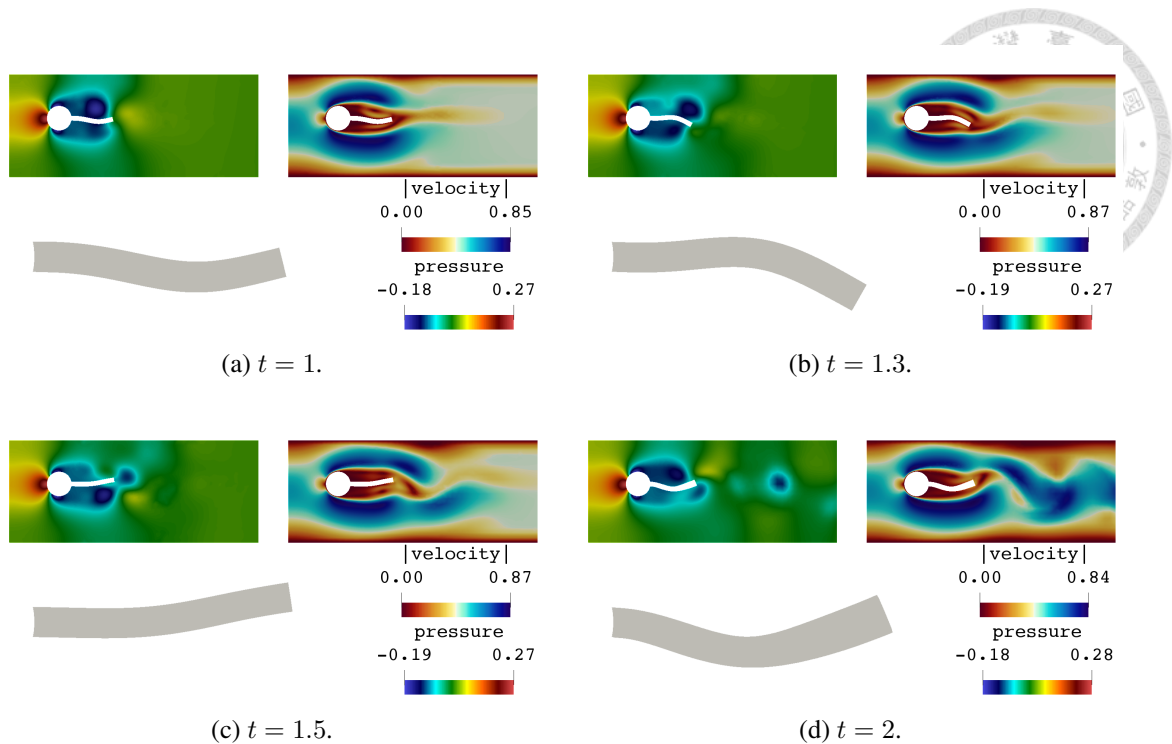 |velocity|
0.00 0.85
pressure
-0.18 0.27
(a) t = 1.
|velocity|
0.00 0.87
pressure
-0.19 0.27
(b) t = 1.3.
|velocity|
0.00 0.87
pressure
-0.19 0.27
(c) t = 1.5.
|velocity|
0.00 0.84
pressure
-0.18 0.28
(d) t = 2.